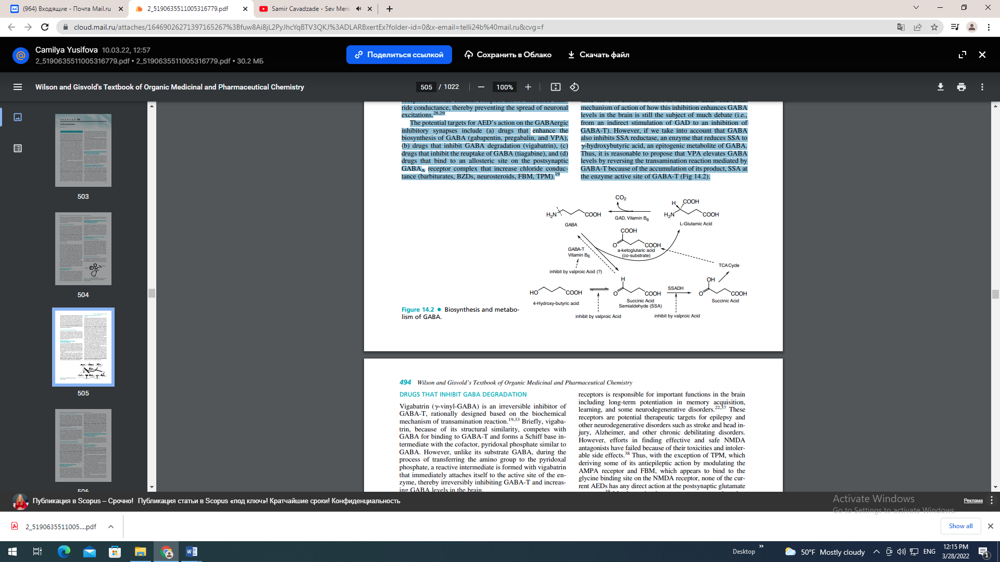 (964) Входящие - Почта Mail.ru
2_5190635511005316779.pdf
Samir Cavadzade - Sev Meni
cloud.mail.ru/attaches/16469026271397165267%3Bfuw8Ai8jL2PyJhcYqBTV3QKJ%3ADLARBxertEx?folder-id=0&x-email=telli24b%40mail.ru&cvg=f
Camilya Yusifova 10.03.22, 12:57
2_5190635511005316779.pdf • 2_5190635511005316779.pdf • 30.2 МБ
Поделиться ссылкой
Сохранить в Облако
Скачать файл
Wilson and Gisvold's Textbook of Organic Medicinal and Pharmaceutical Chemistry
505 / 1022
100%
503
504
505
506
ride conductance, thereby preventing the spread of neuronal
excitations.28,29
The potential targets for AED's action on the GABAergic
inhibitory synapses include (a) drugs that enhance the
biosynthesis of GABA (gabapentin, pregabalin, and VPA),
(b) drugs that inhibit GABA degradation (vigabatrin), (c)
drugs that inhibit the reuptake of GABA (tiagabine), and (d)
drugs that bind to an allosteric site on the postsynaptic
GABAA receptor complex that increase chloride conduc-
tance (barbiturates, BZDs, neurosteroids, FBM, TPM).19
mechanism of action of how this inhibition enhances GABA
levels in the brain is still the subject of much debate (i.e.,
from an indirect stimulation of GAD to an inhibition of
GABA-T). However, if we take into account that GABA
also inhibits SSA reductase, an enzyme that reduces SSA to
γ-hydroxybutyric acid, an epitogenic metabolite of GABA.
Thus, it is reasonable to propose that VPA elevates GABA
levels by reversing the transamination reaction mediated by
GABA-T because of the accumulation of its product, SSA at
the enzyme active site of GABA-T (Fig 14.2).
CO2
H COOH
H2N COOH
GAD, Vitamin B6
H2N COOH
GABA
L-Glutamic Acid
COOH
O COOH
a-ketoglutaric acid
(co-substrate)
GABA-T
Vitamin B6
TCA Cycle
inhibit by valproic Acid (?)
H
OH
SSADH
HO COOH
O COOH
O COOH
4-Hydroxy-butyric acid
Succinic Acid
Semialdehyde (SSA)
Succinic Acid
inhibit by valproic Acid
inhibit by valproic Acid
Figure 14.2 ● Biosynthesis and metabo-
lism of GABA.
494 Wilson and Gisvold's Textbook of Organic Medicinal and Pharmaceutical Chemistry
DRUGS THAT INHIBIT GABA DEGRADATION
Vigabatrin (γ-vinyl-GABA) is an irreversible inhibitor of
GABA-T, rationally designed based on the biochemical
mechanism of transamination reaction.19,33 Briefly, vigaba-
trin, because of its structural similarity, competes with
GABA for binding to GABA-T and forms a Schiff base in-
termediate with the cofactor, pyridoxal phosphate similar to
GABA. However, unlike its substrate GABA, during the
process of transferring the amino group to the pyridoxal
phosphate, a reactive intermediate is formed with vigabatrin
that immediately attaches itself to the active site of the en-
zyme, thereby irreversibly inhibiting GABA-T and increas-
ing GABA levels in the brain.
receptors is responsible for important functions in the brain
including long-term potentiation in memory acquisition,
learning, and some neurodegenerative disorders.22,37 These
receptors are potential therapeutic targets for epilepsy and
other neurodegenerative disorders such as stroke and head in-
jury, Alzheimer, and other chronic debilitating disorders.
However, efforts in finding effective and safe NMDA
antagonists have failed because of their toxicities and intoler-
able side effects.38 Thus, with the exception of TPM, which
deriving some of its antiepileptic action by modulating the
AMPA receptor and FBM, which appears to bind to the
glycine binding site on the NMDA receptor, none of the cur-
rent AEDs has any direct action at the postsynaptic glutamate
Публикация в Scopus – Срочно! Публикация статьи в Scopus «под ключ»! Кратчайшие сроки! Конфиденциальность
Реклама
Activate Windows
Go to Settings to activate Windows.
2_5190635511005....pdf
Show all
Desktop
50°F Mostly cloudy
ENG
12:15 PM
3/28/2022
1